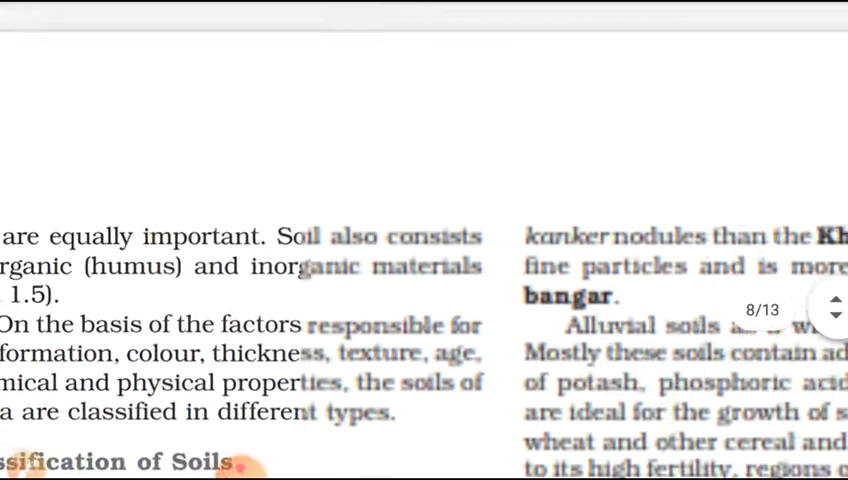 are equally important. Soil also consists
rganic (humus) and inorganic materials
1.5).
On the basis of the factors responsible for
formation, colour, thickness, texture, age,
mical and physical properties, the soils of
a are classified in different types.
ssification of Soils
kanker nodules than the Kh
fine particles and is more
bangar.
Alluvial soils as a w
Mostly these soils contain ad
of potash, phosphoric acid
are ideal for the growth of s
wheat and other cereal and
to its high fertility, regions o
8/13